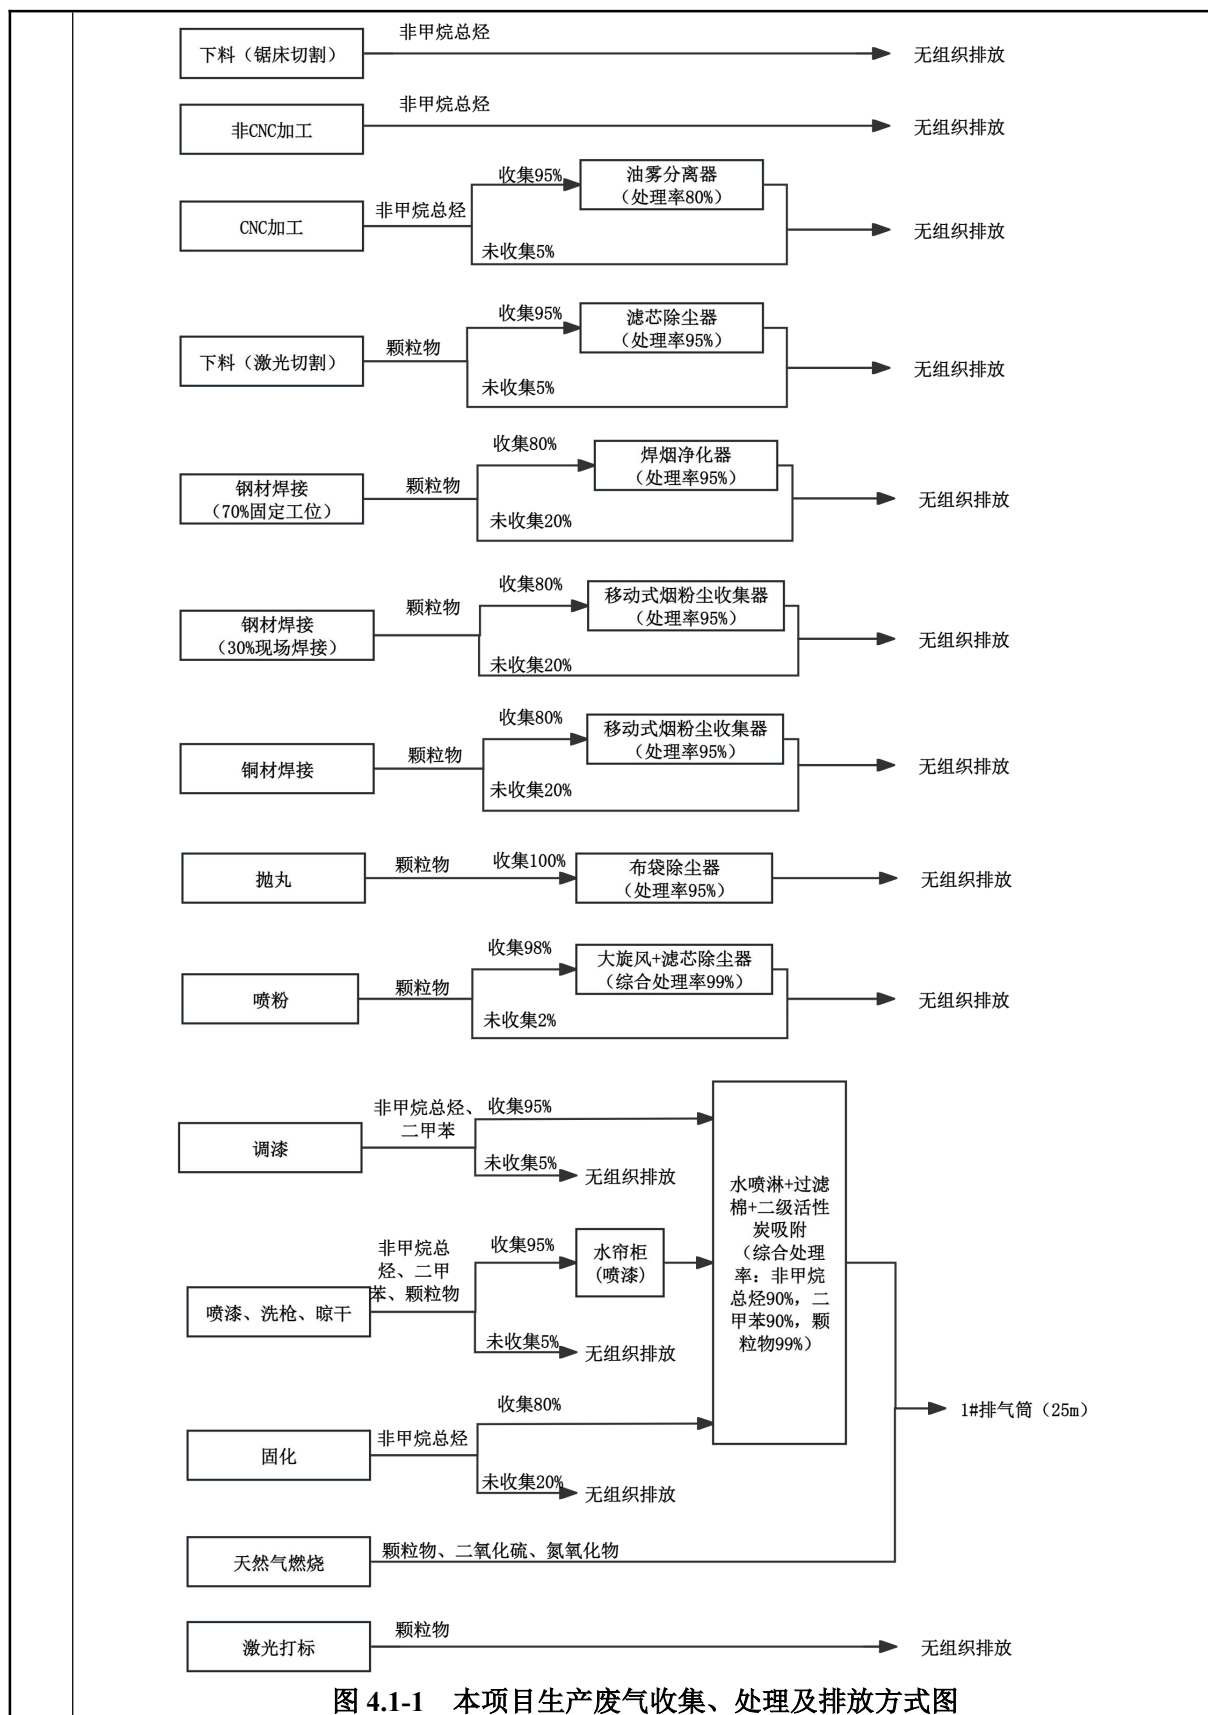 非甲烷总烃
下料（锯床切割）
无组织排放
非甲烷总烃
非CNC加工
无组织排放
收集95%
油雾分离器
（处理率80%）
CNC加工
非甲烷总烃
无组织排放
未收集5%
收集95%
滤芯除尘器
（处理率95%）
下料（激光切割）
颗粒物
无组织排放
未收集5%
收集80%
焊烟净化器
（处理率95%）
钢材焊接
（70%固定工位）
颗粒物
无组织排放
未收集20%
收集80%
移动式烟粉尘收集器
（处理率95%）
钢材焊接
（30%现场焊接）
颗粒物
无组织排放
未收集20%
收集80%
移动式烟粉尘收集器
（处理率95%）
铜材焊接
颗粒物
无组织排放
未收集20%
抛丸
颗粒物
收集100%
布袋除尘器
（处理率95%）
无组织排放
收集98%
大旋风+滤芯除尘器
（综合处理率99%）
喷粉
颗粒物
无组织排放
未收集2%
调漆
非甲烷总烃、
二甲苯
收集95%
未收集5%
无组织排放
喷漆、洗枪、晾干
非甲烷总
烃、二甲
苯、颗粒物
收集95%
水帘柜
(喷漆)
未收集5%
无组织排放
水喷淋+过滤
棉+二级活性
炭吸附
（综合处理
率：非甲烷
总烃90%，二
甲苯90%，颗
粒物99%）
固化
非甲烷总烃
收集80%
未收集20%
无组织排放
1#排气筒（25m）
天然气燃烧
颗粒物、二氧化硫、氮氧化物
激光打标
颗粒物
无组织排放
图 4.1-1 本项目生产废气收集、处理及排放方式图